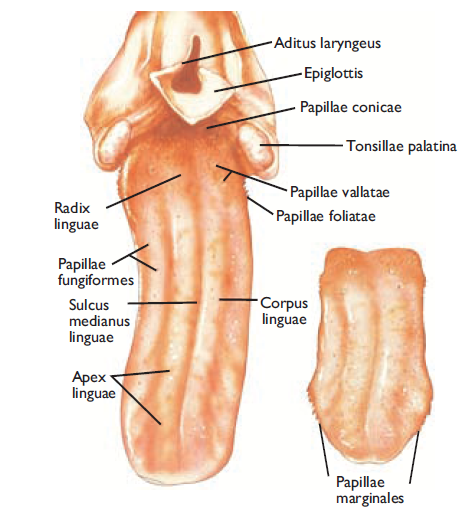 Aditus laryngeus
Epiglottis
Papillae conicae
Tonsillae palatina
Papillae vallatae
Papillae foliatae
Radix
linguae
Papillae
fungiformes
Sulcus
medianus
linguae
Corpus
linguae
Apex
linguae
Papillae
marginales